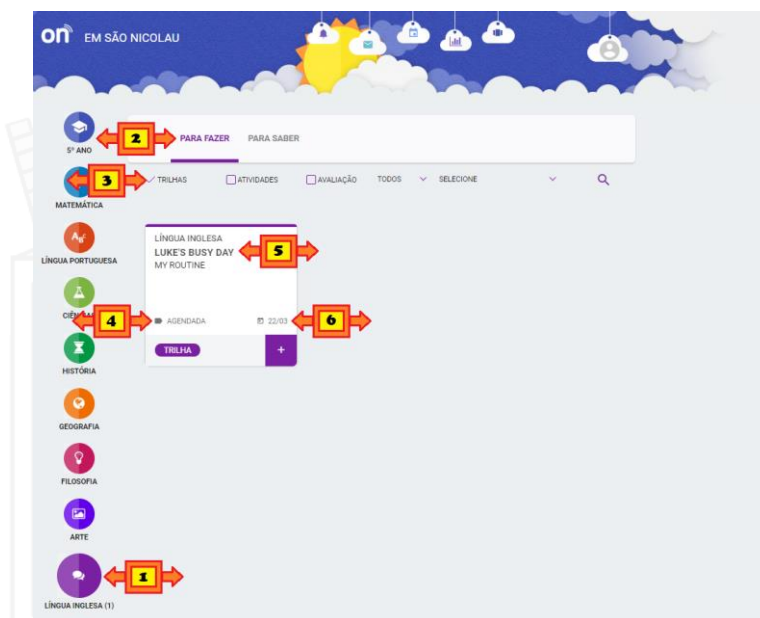 on EM SÃO NICOLAU
5º ANO
2
PARA FAZER PARA SABER
3
TRILHAS ATIVIDADES AVALIAÇÃO TODOS SELECIONE
MATEMÁTICA
LÍNGUA PORTUGUESA
LÍNGUA INGLESA
LUKE'S BUSY DAY
5
MY ROUTINE
4
AGENDADA 22/03
6
TRILHA +
HISTÓRIA
GEOGRAFIA
FILOSOFIA
ARTE
1
LÍNGUA INGLESA (1)